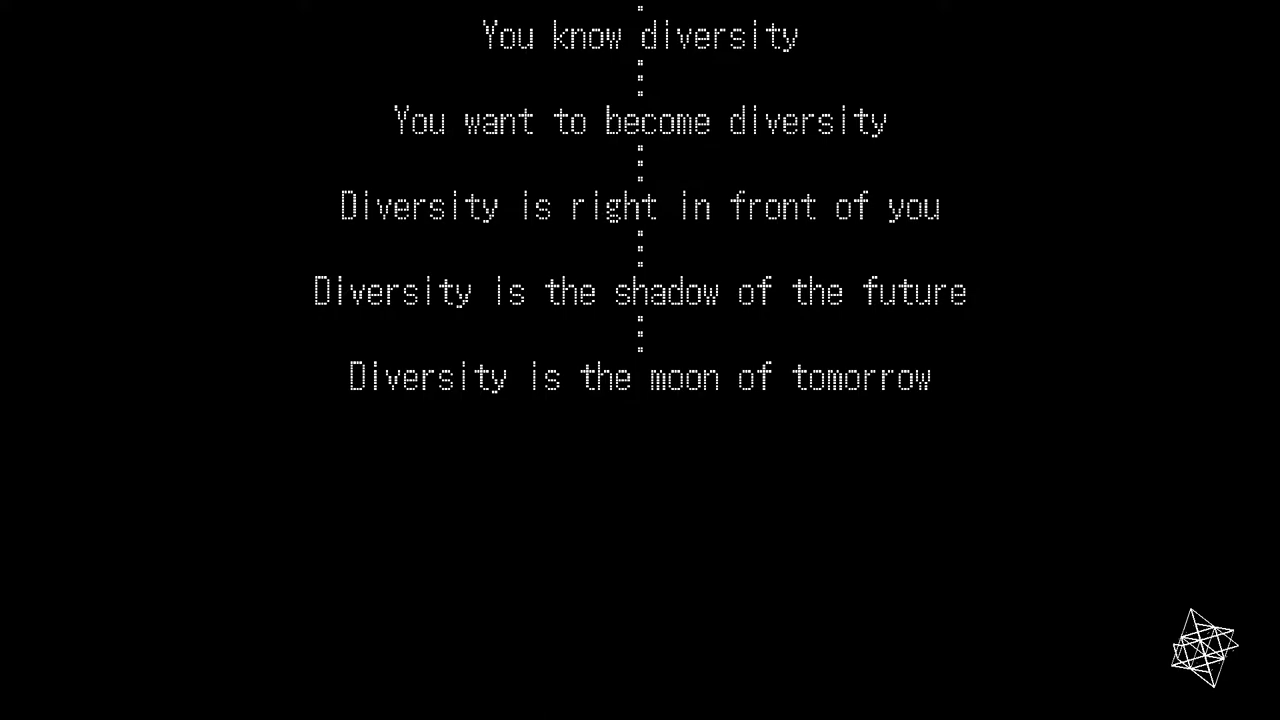 You know diversity
You want to become diversity
Diversity is right in front of you
Diversity is the shadow of the future
Diversity is the moon of tomorrow